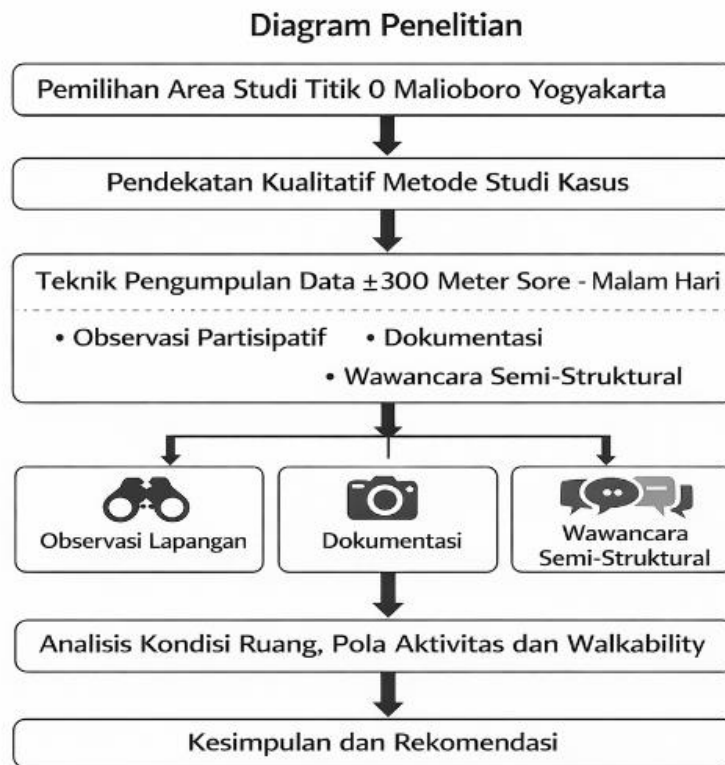 Diagram Penelitian
Pemilihan Area Studi Titik 0 Malioboro Yogyakarta
Pendekatan Kualitatif Metode Studi Kasus
Teknik Pengumpulan Data ±300 Meter Sore - Malam Hari
• Observasi Partisipatif • Dokumentasi
• Wawancara Semi-Struktural
Observasi Lapangan
Dokumentasi
Wawancara
Semi-Struktural
Analisis Kondisi Ruang, Pola Aktivitas dan Walkability
Kesimpulan dan Rekomendasi